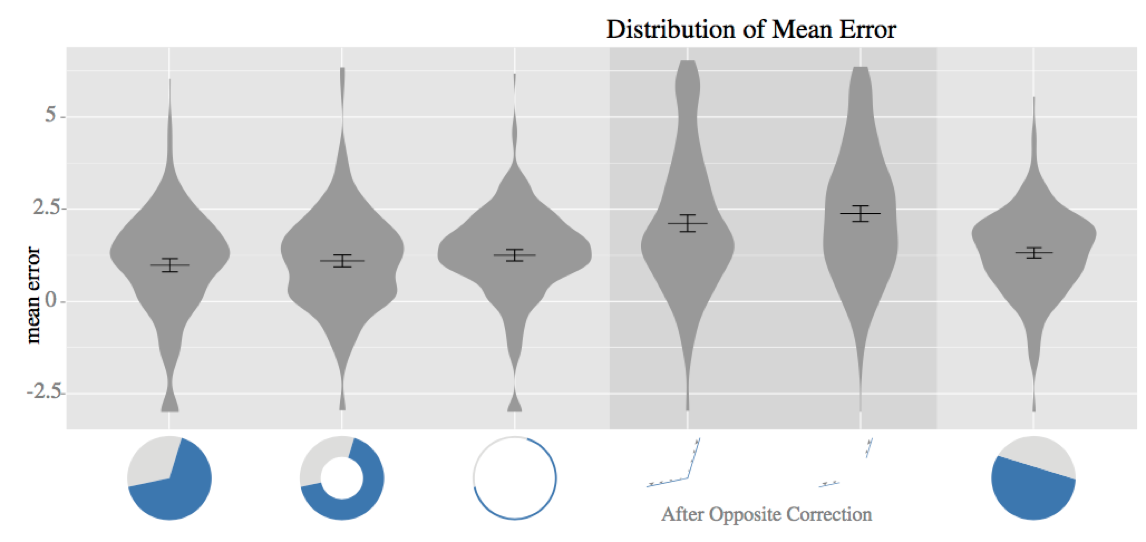 Distribution of Mean Error
5
2.5
0
-2.5
mean error
After Opposite Correction